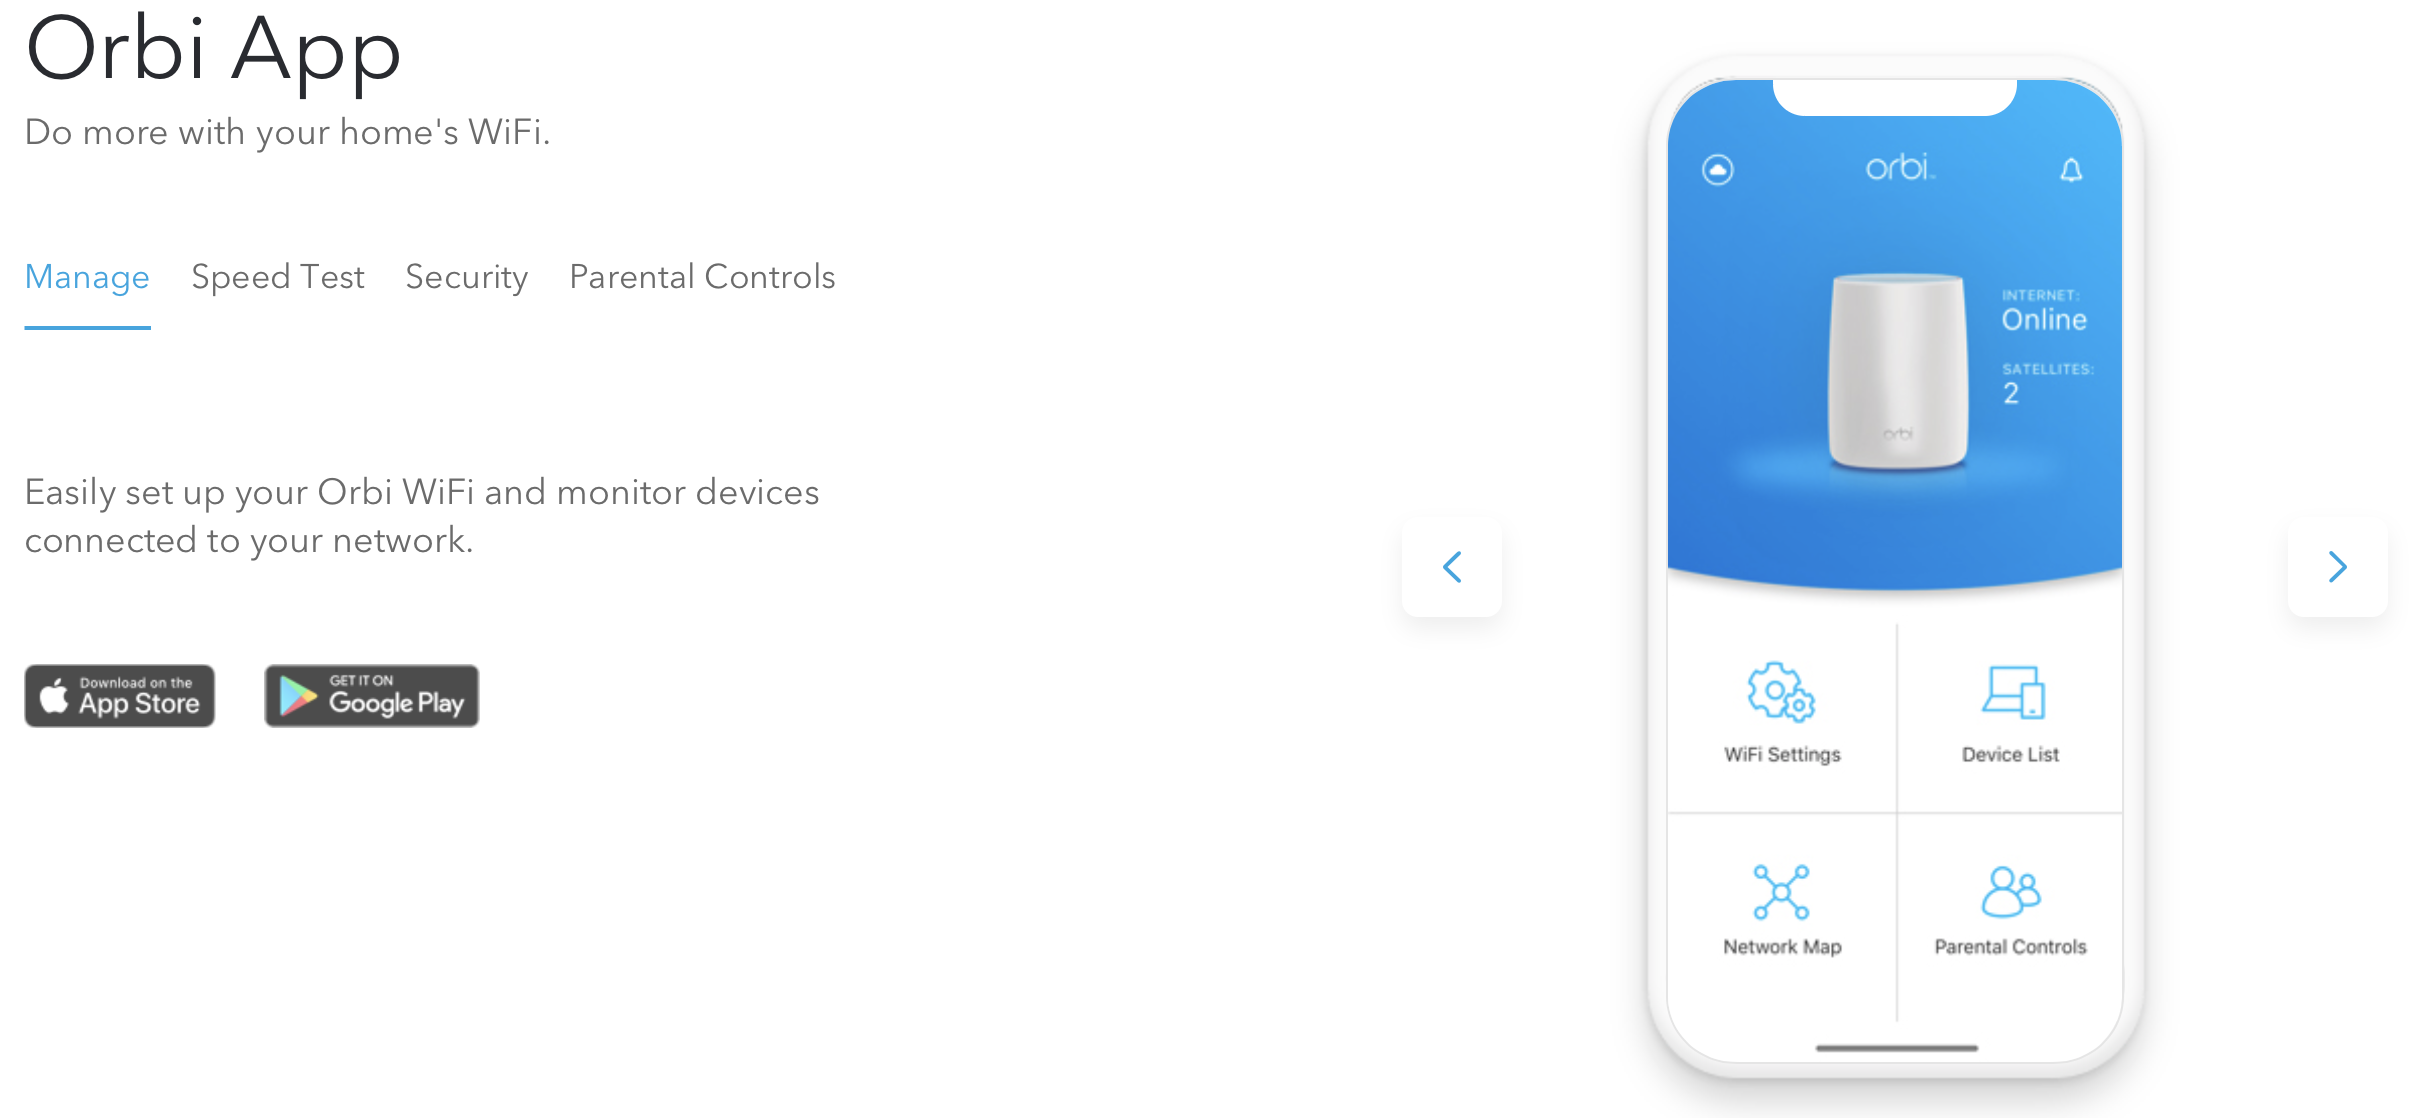 Orbi App
Do more with your home's WiFi.
Manage Speed Test Security Parental Controls
Easily set up your Orbi WiFi and monitor devices
connected to your network.
Download on the
App Store
GET IT ON
Google Play
orbi
INTERNET:
Online
SATELLITES:
2
orbi
WiFi Settings
Device List
Network Map
Parental Controls